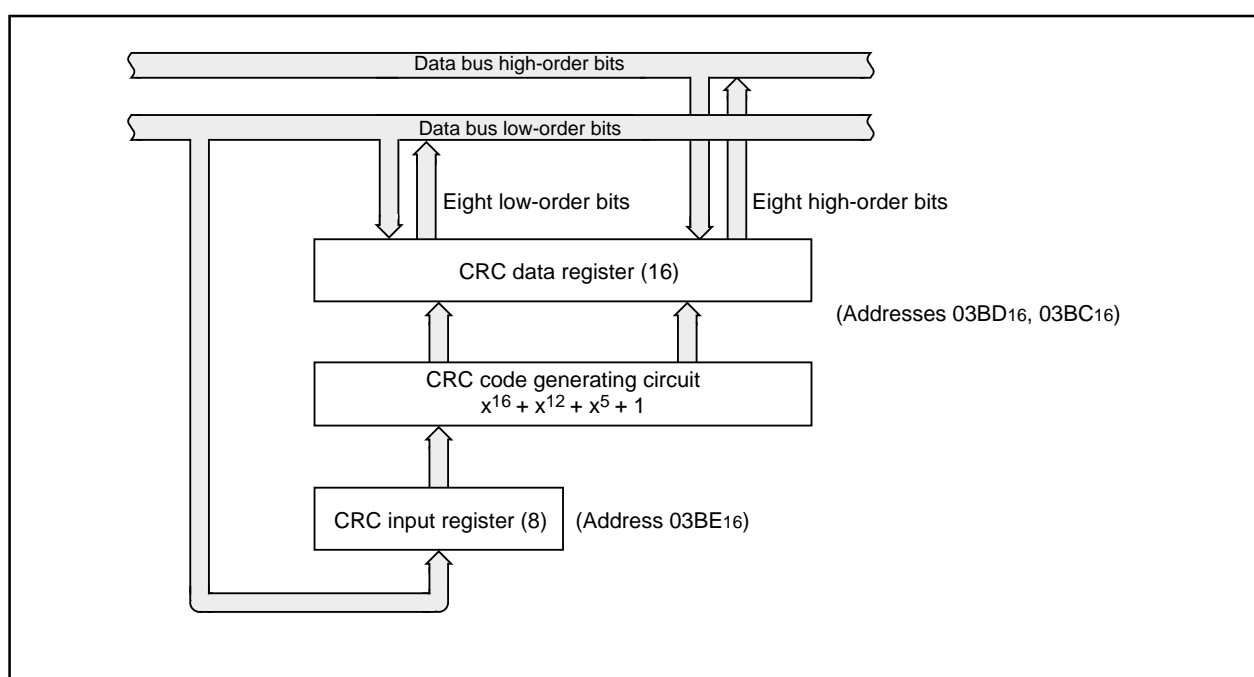 Data bus high-order bits
Data bus low-order bits
Eight low-order bits
Eight high-order bits
CRC data register (16)
(Addresses 03BD₁₆, 03BC₁₆)
CRC code generating circuit
x¹⁶ + x¹² + x⁵ + 1
CRC input register (8)
(Address 03BE₁₆)